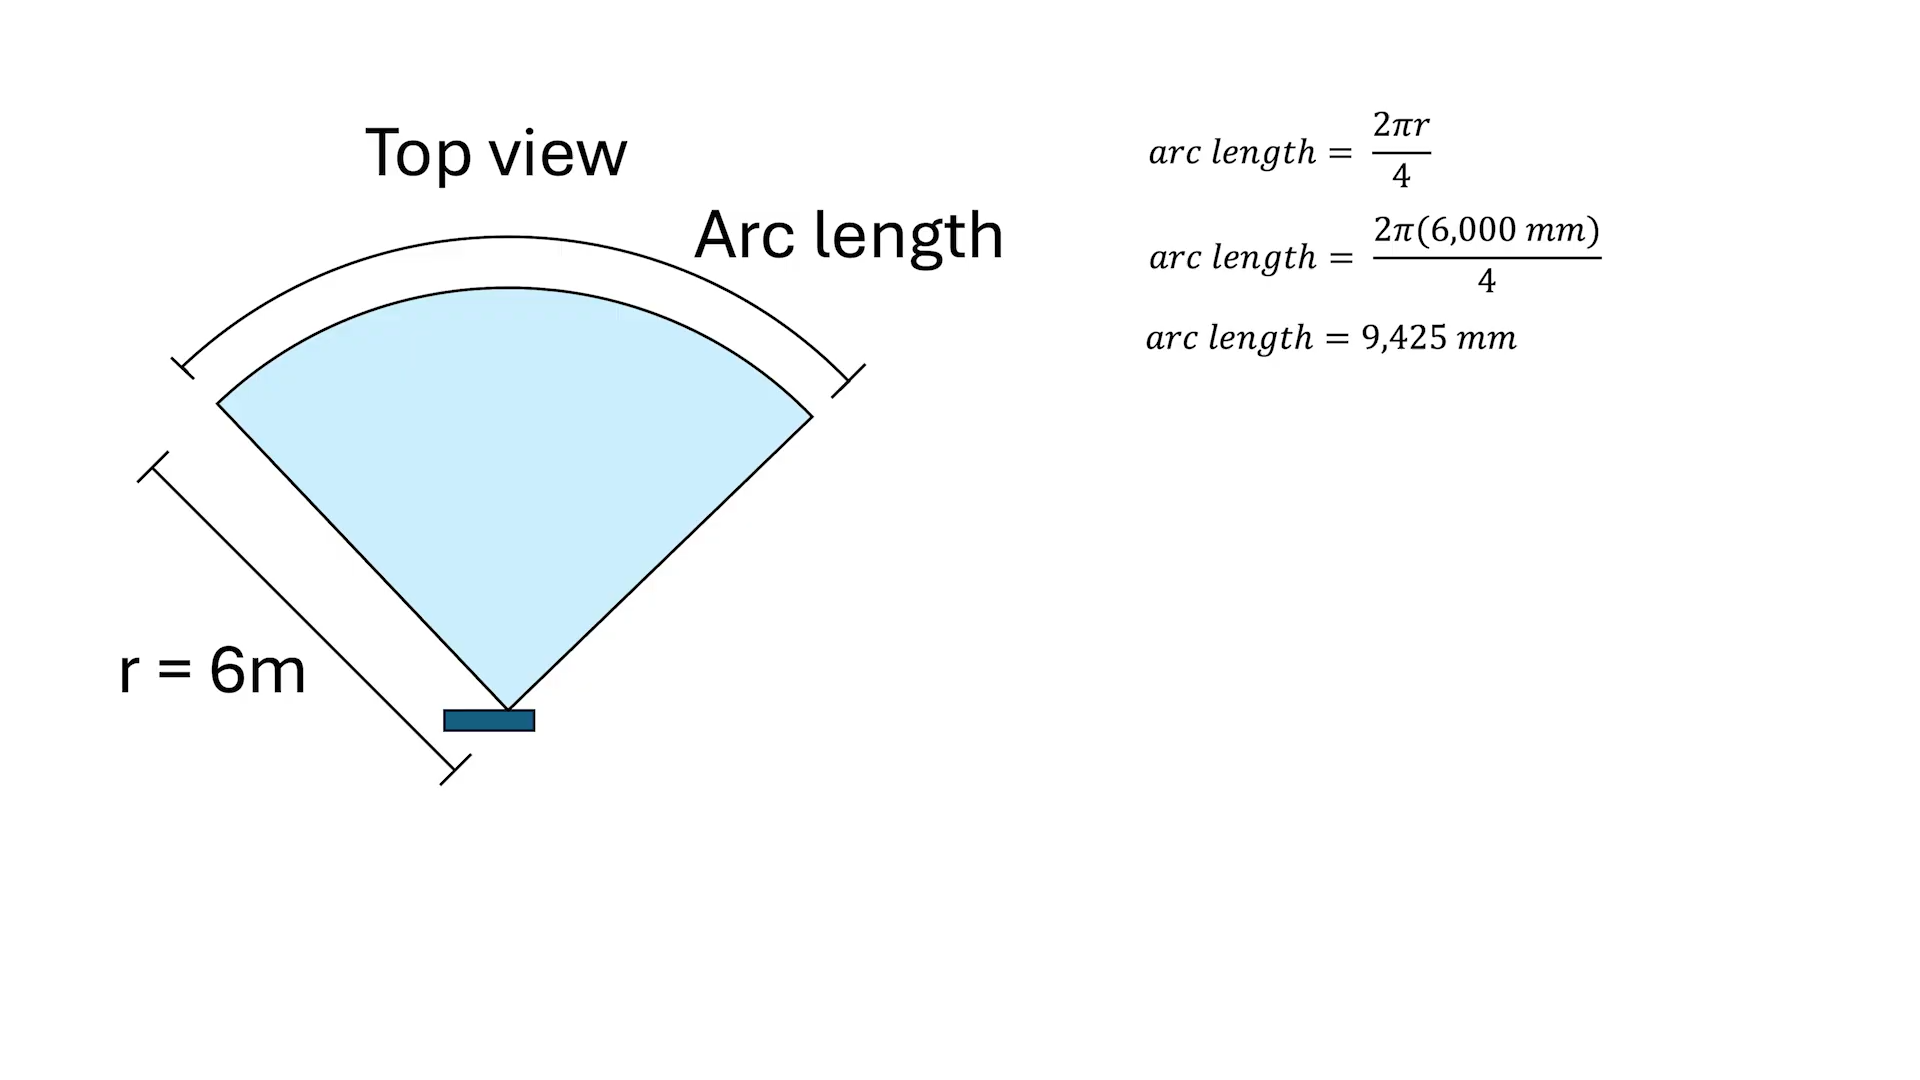 Top view
Arc length
r = 6m
arc length = 2πr/4
arc length = 2π(6,000 mm)/4
arc length = 9,425 mm